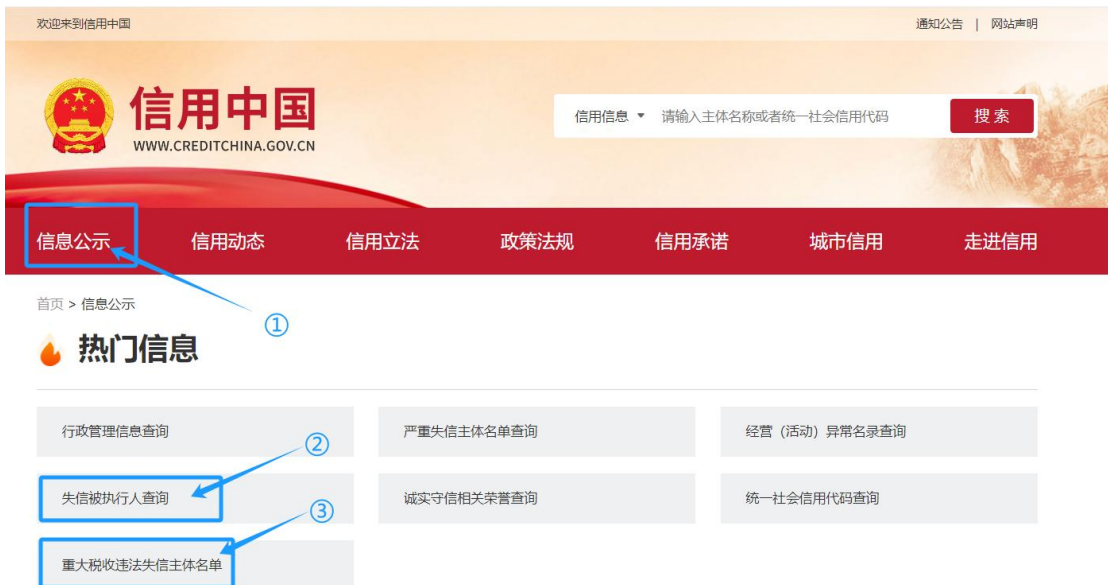 欢迎来到信用中国
通知公告 | 网站声明
信用中国
WWW.CREDITCHINA.GOV.CN
信用信息 请输入主体名称或者统一社会信用代码 搜索
信息公示 信用动态 信用立法 政策法规 信用承诺 城市信用 走进信用
首页 > 信息公示
①
热门信息
行政管理信息查询 严重失信主体名单查询 经营（活动）异常名录查询
②
失信被执行人查询 诚实守信相关荣誉查询 统一社会信用代码查询
③
重大税收违法失信主体名单